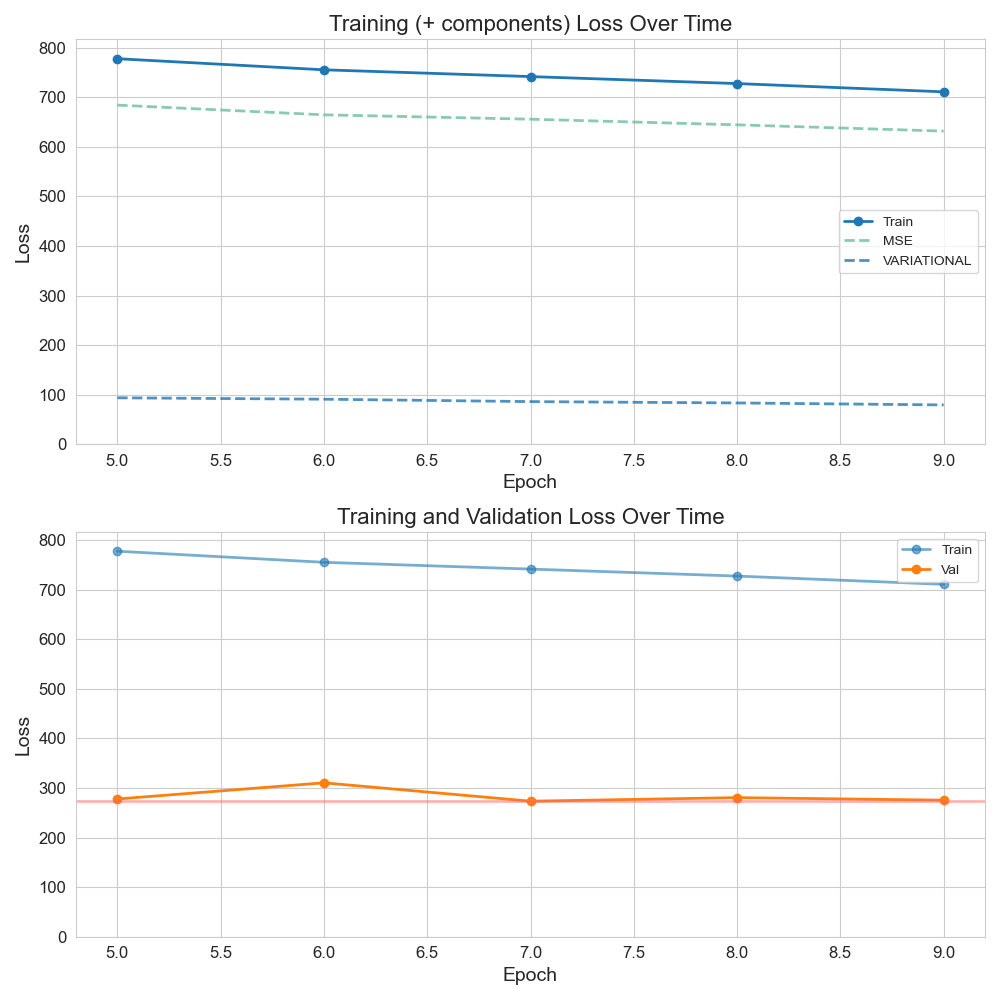 Training (+ components) Loss Over Time
800
700
600
500
400
300
200
100
0
Loss
Train
MSE
VARIATIONAL
5.0 5.5 6.0 6.5 7.0 7.5 8.0 8.5 9.0
Epoch
Training and Validation Loss Over Time
800
700
600
500
400
300
200
100
0
Loss
Train
Val
5.0 5.5 6.0 6.5 7.0 7.5 8.0 8.5 9.0
Epoch